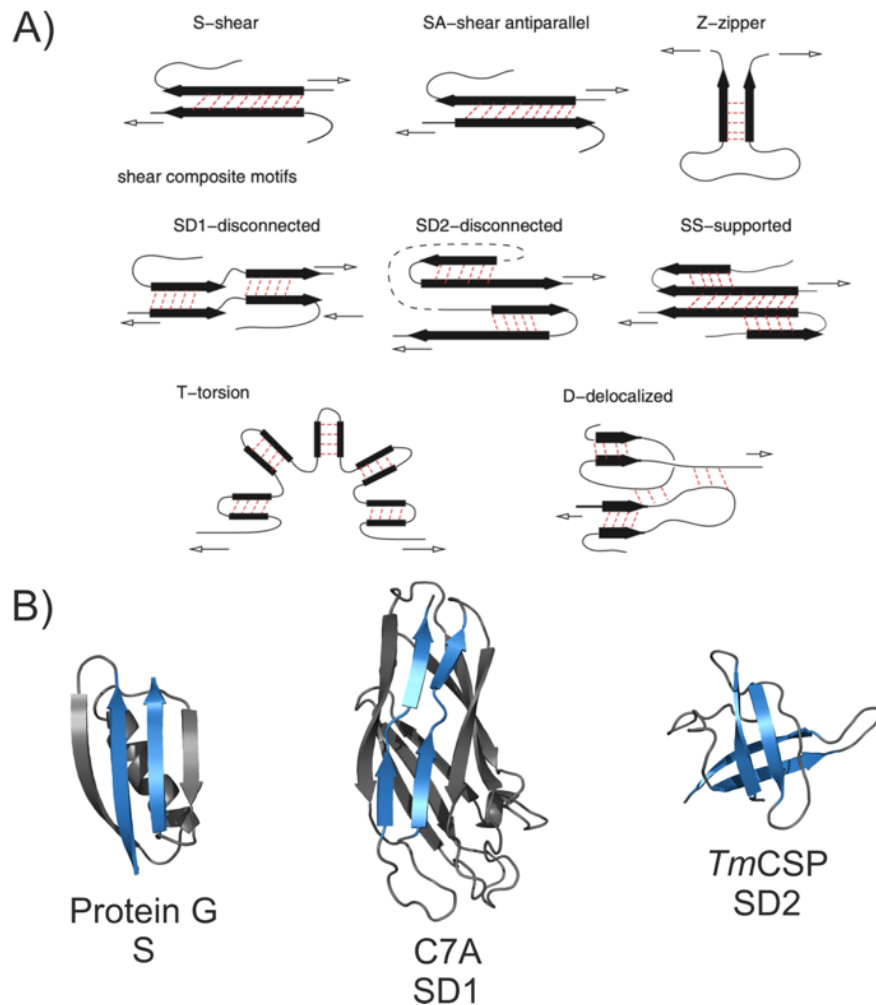 A)
S−shear
SA−shear antiparallel
Z−zipper
shear composite motifs
SD1−disconnected
SD2−disconnected
SS−supported
T−torsion
D−delocalized
B)
Protein G
S
C7A
SD1
TmCSP
SD2